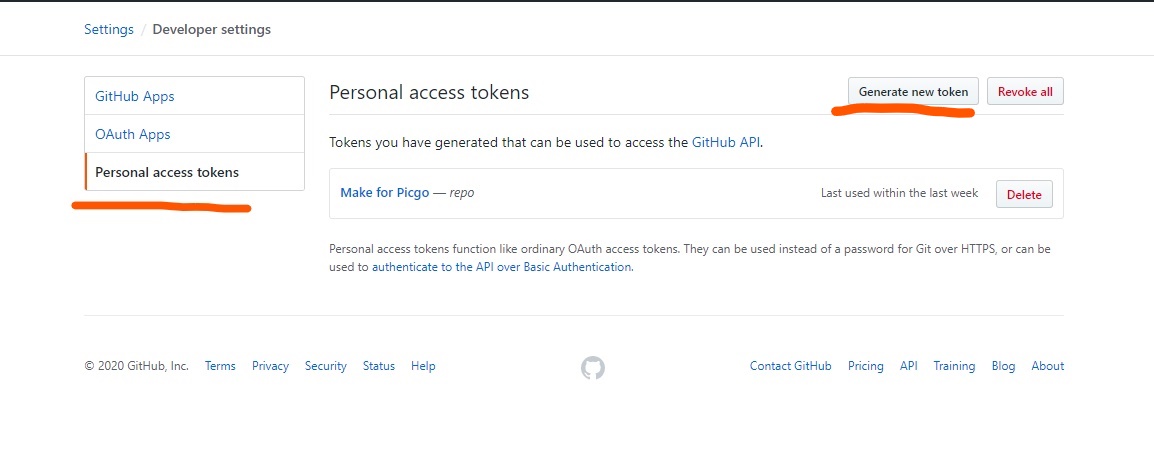 Settings / Developer settings
GitHub Apps
OAuth Apps
Personal access tokens
Personal access tokens
Generate new token
Revoke all
Tokens you have generated that can be used to access the GitHub API.
Make for Picgo — repo
Last used within the last week
Delete
Personal access tokens function like ordinary OAuth access tokens. They can be used instead of a password for Git over HTTPS, or can be
used to authenticate to the API over Basic Authentication.
© 2020 GitHub, Inc. Terms Privacy Security Status Help
Contact GitHub Pricing API Training Blog About